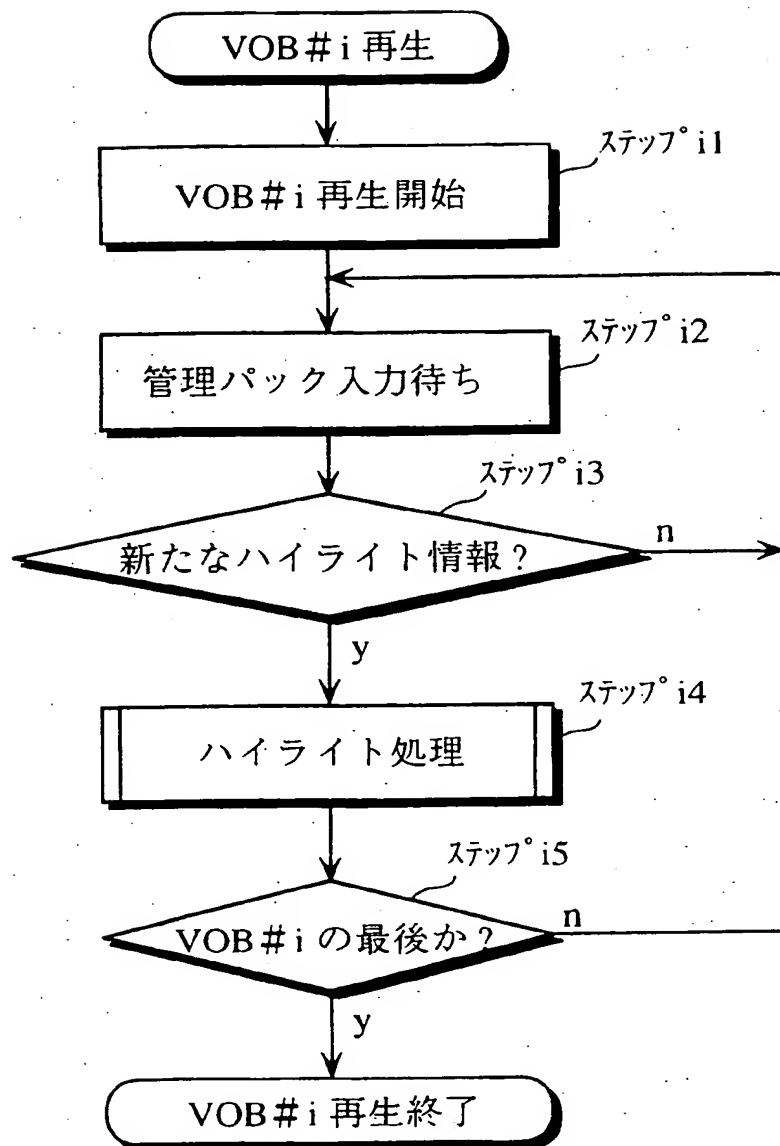 VOB#i 再生
ステップ i1
VOB#i 再生開始
ステップ i2
管理パック入力待ち
ステップ i3
新たなハイライト情報?
n
y
ステップ i4
ハイライト処理
ステップ i5
VOB#i の最後か?
n
y
VOB#i 再生終了